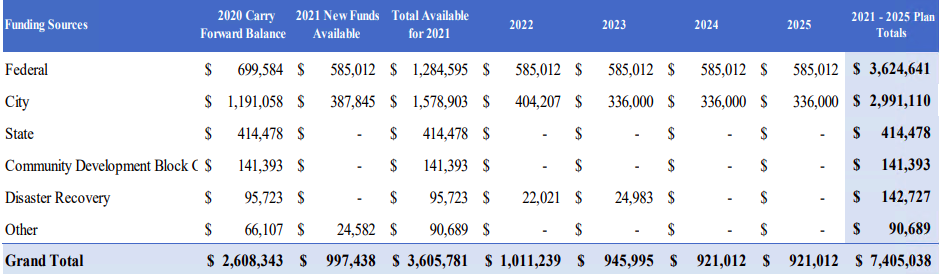 Funding Sources 2020 Carry Forward Balance 2021 New Funds Available Total Available for 2021 2022 2023 2024 2025 2021 - 2025 Plan Totals
Federal $ 699,584 $ 585,012 $ 1,284,595 $ 585,012 $ 585,012 $ 585,012 $ 585,012 $ 3,624,641
City $ 1,191,058 $ 387,845 $ 1,578,903 $ 404,207 $ 336,000 $ 336,000 $ 336,000 $ 2,991,110
State $ 414,478 $ - $ 414,478 $ - $ - $ - $ - $ 414,478
Community Development Block G $ 141,393 $ - $ 141,393 $ - $ - $ - $ - $ 141,393
Disaster Recovery $ 95,723 $ - $ 95,723 $ 22,021 $ 24,983 $ - $ - $ 142,727
Other $ 66,107 $ 24,582 $ 90,689 $ - $ - $ - $ - $ 90,689
Grand Total $ 2,608,343 $ 997,438 $ 3,605,781 $ 1,011,239 $ 945,995 $ 921,012 $ 921,012 $ 7,405,038